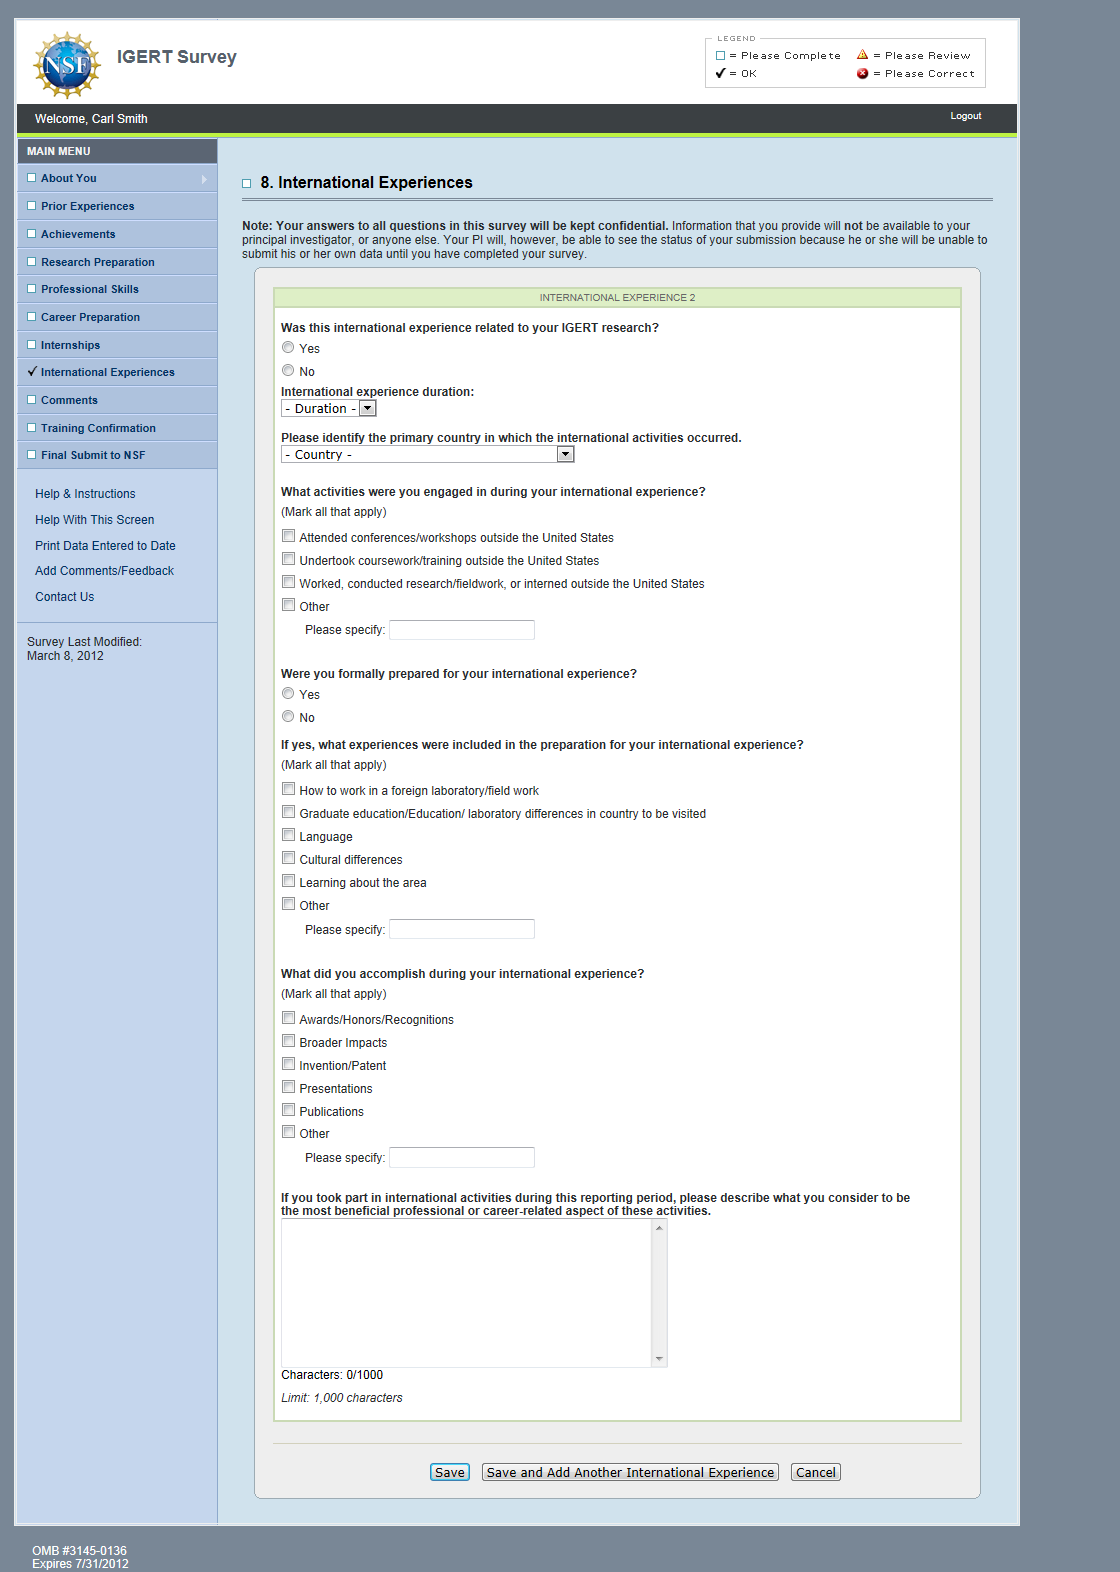 NSF
IGERT Survey
LEGEND
= Please Complete
= Please Review
= OK
= Please Correct
Welcome, Carl Smith
Logout
MAIN MENU
About You
Prior Experiences
Achievements
Research Preparation
Professional Skills
Career Preparation
Internships
International Experiences
Comments
Training Confirmation
Final Submit to NSF
Help & Instructions
Help With This Screen
Print Data Entered to Date
Add Comments/Feedback
Contact Us
Survey Last Modified:
March 8, 2012
8. International Experiences
Note: Your answers to all questions in this survey will be kept confidential. Information that you provide will not be available to your
principal investigator, or anyone else. Your PI will, however, be able to see the status of your submission because he or she will be unable to
submit his or her own data until you have completed your survey.
INTERNATIONAL EXPERIENCE 2
Was this international experience related to your IGERT research?
Yes
No
International experience duration:
- Duration -
Please identify the primary country in which the international activities occurred.
- Country -
What activities were you engaged in during your international experience?
(Mark all that apply)
Attended conferences/workshops outside the United States
Undertook coursework/training outside the United States
Worked, conducted research/fieldwork, or interned outside the United States
Other
Please specify:
Were you formally prepared for your international experience?
Yes
No
If yes, what experiences were included in the preparation for your international experience?
(Mark all that apply)
How to work in a foreign laboratory/field work
Graduate education/Education/ laboratory differences in country to be visited
Language
Cultural differences
Learning about the area
Other
Please specify:
What did you accomplish during your international experience?
(Mark all that apply)
Awards/Honors/Recognitions
Broader Impacts
Invention/Patent
Presentations
Publications
Other
Please specify:
If you took part in international activities during this reporting period, please describe what you consider to be
the most beneficial professional or career-related aspect of these activities.
Characters: 0/1000
Limit: 1,000 characters
Save
Save and Add Another International Experience
Cancel
OMB #3145-0136
Expires 7/31/2012